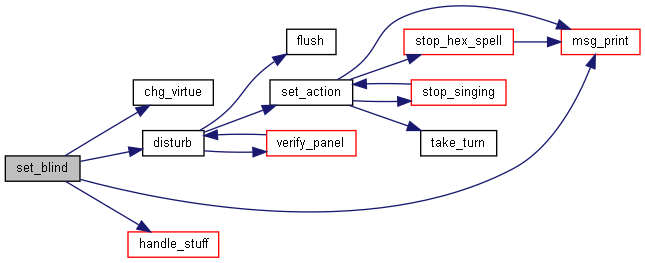 flush
stop_hex_spell
msg_print
chg_virtue
set_action
stop_singing
disturb
verify_panel
take_turn
set_blind
handle_stuff